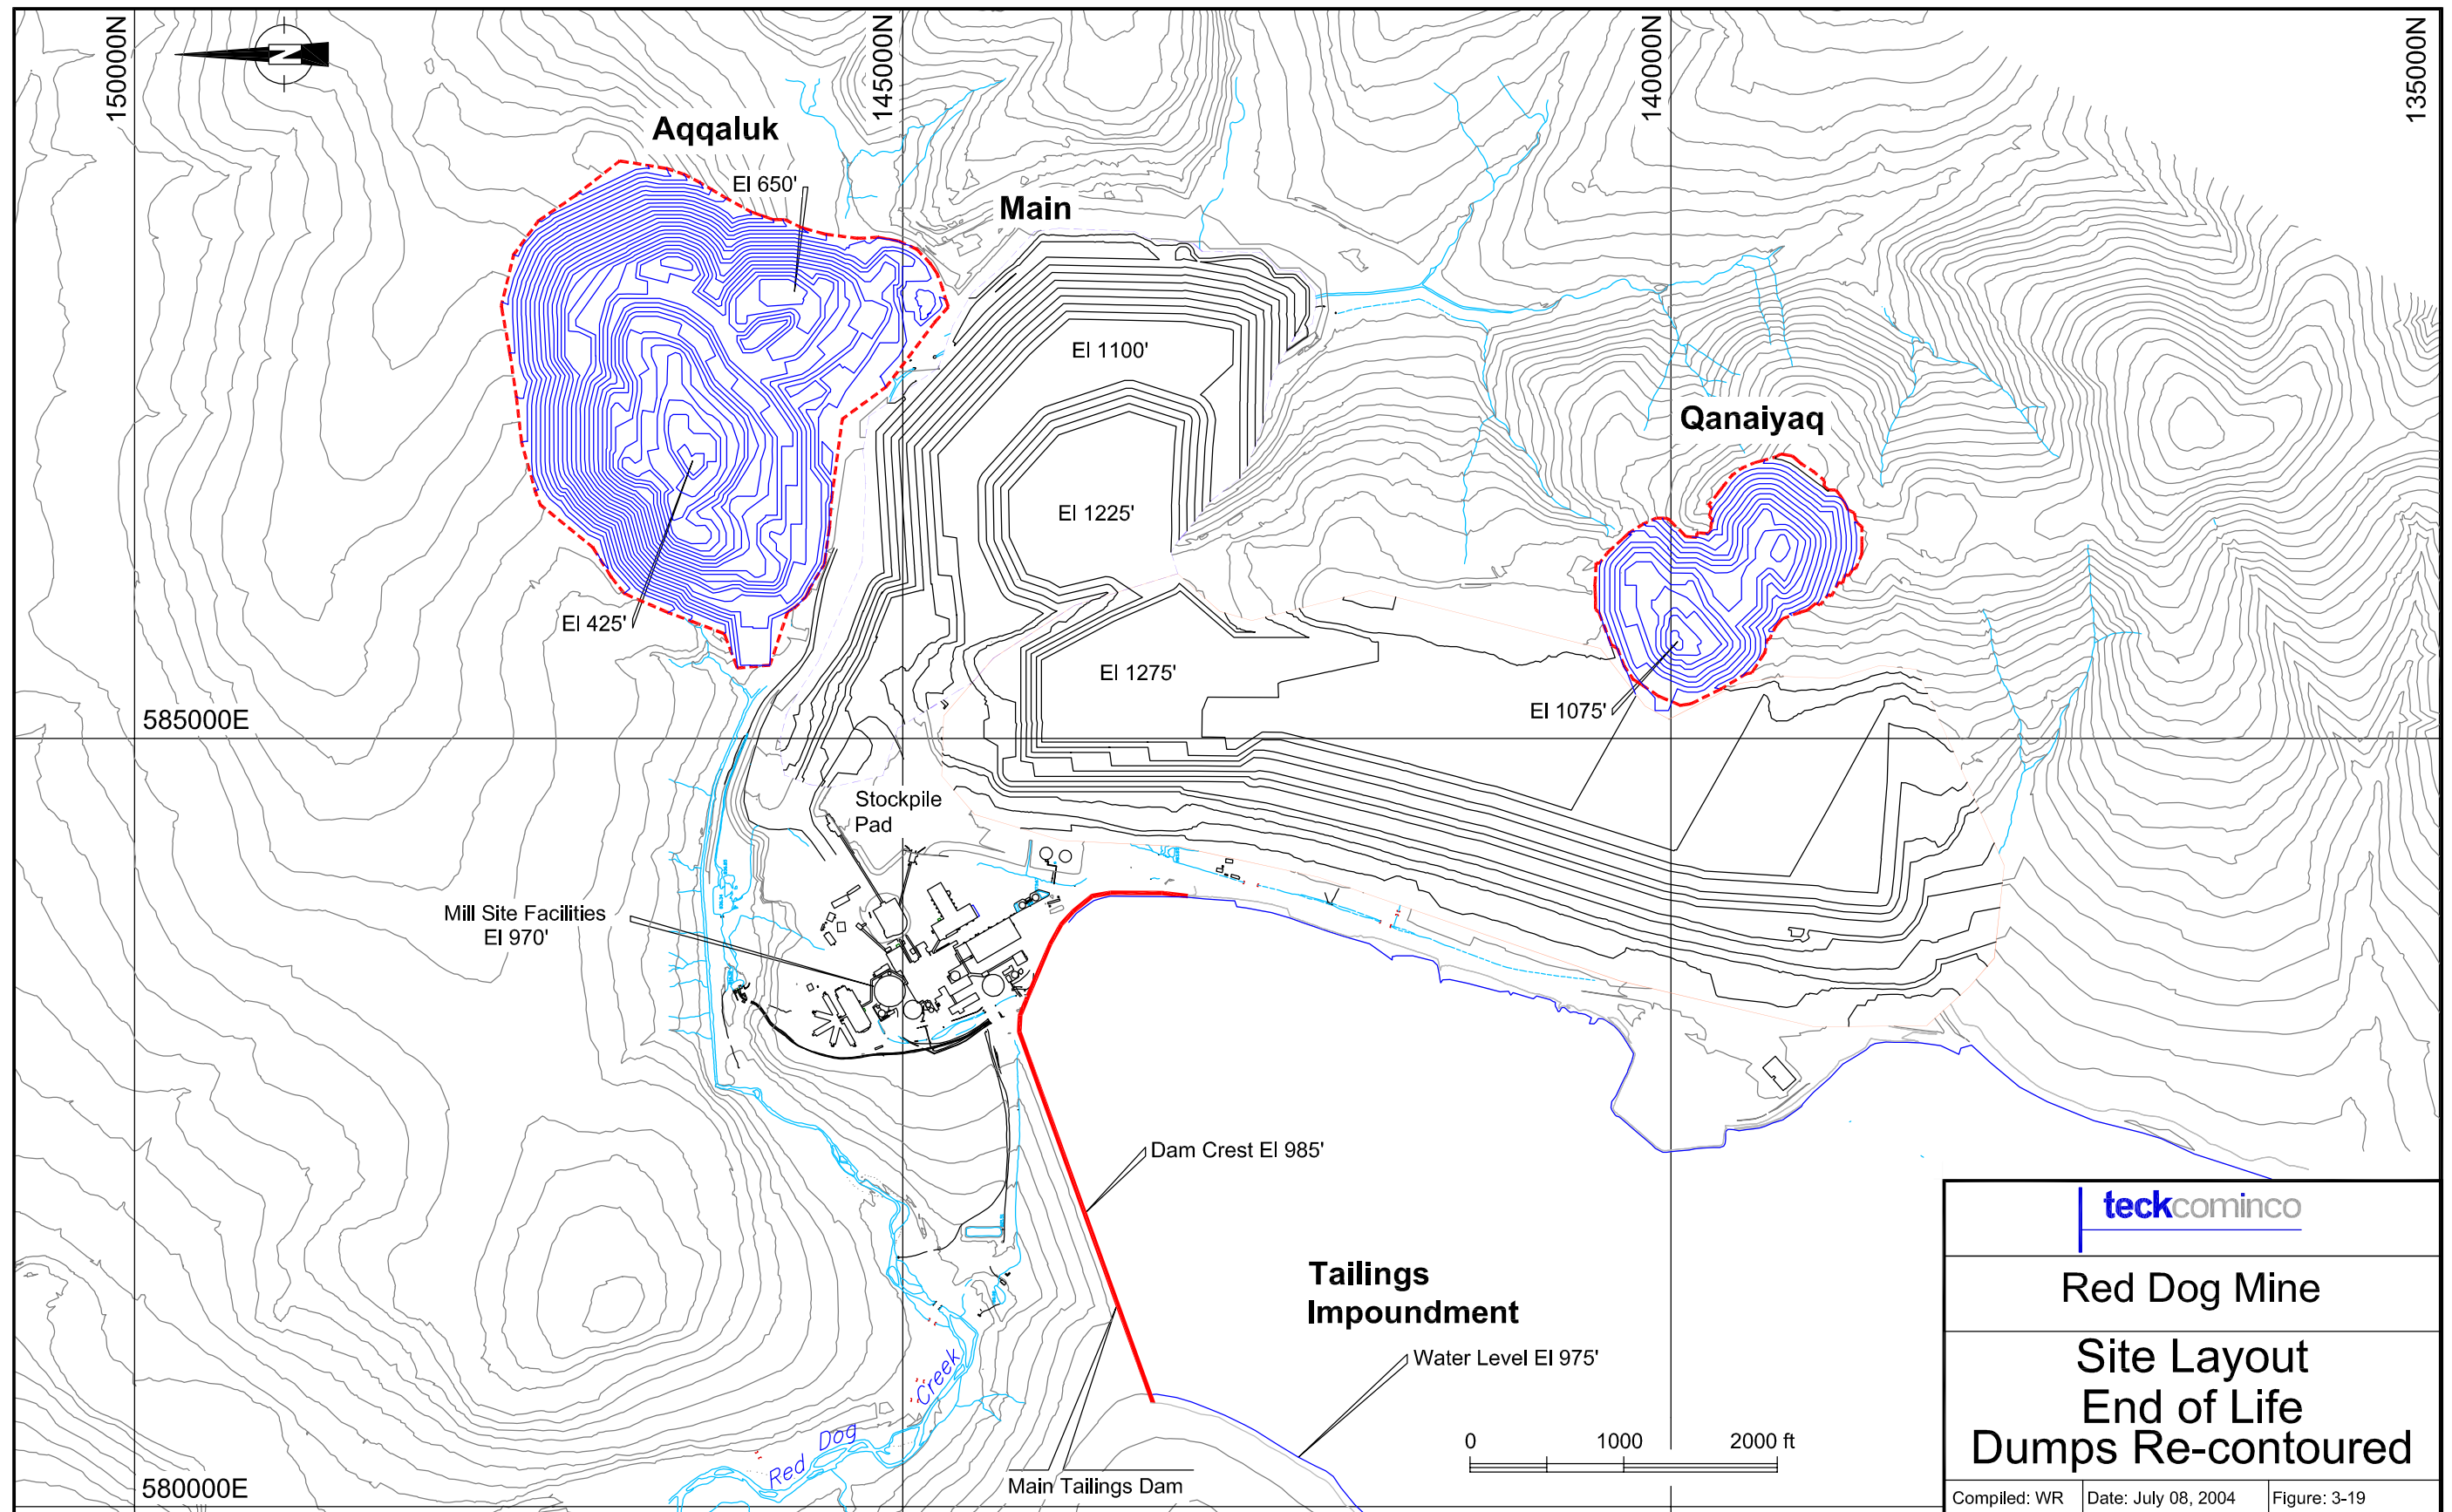 150000N
145000N
140000N
135000N
N
Aqqaluk
El 650'
Main
El 1100'
Qanaiyaq
El 1225'
El 425'
El 1275'
El 1075'
585000E
Stockpile
Pad
Mill Site Facilities
El 970'
Dam Crest El 985'
Tailings
Impoundment
Water Level El 975'
Red Dog Creek
0 1000 2000 ft
Main Tailings Dam
580000E
teckcominco
Red Dog Mine
Site Layout
End of Life
Dumps Re-contoured
Compiled: WR Date: July 08, 2004 Figure: 3-19